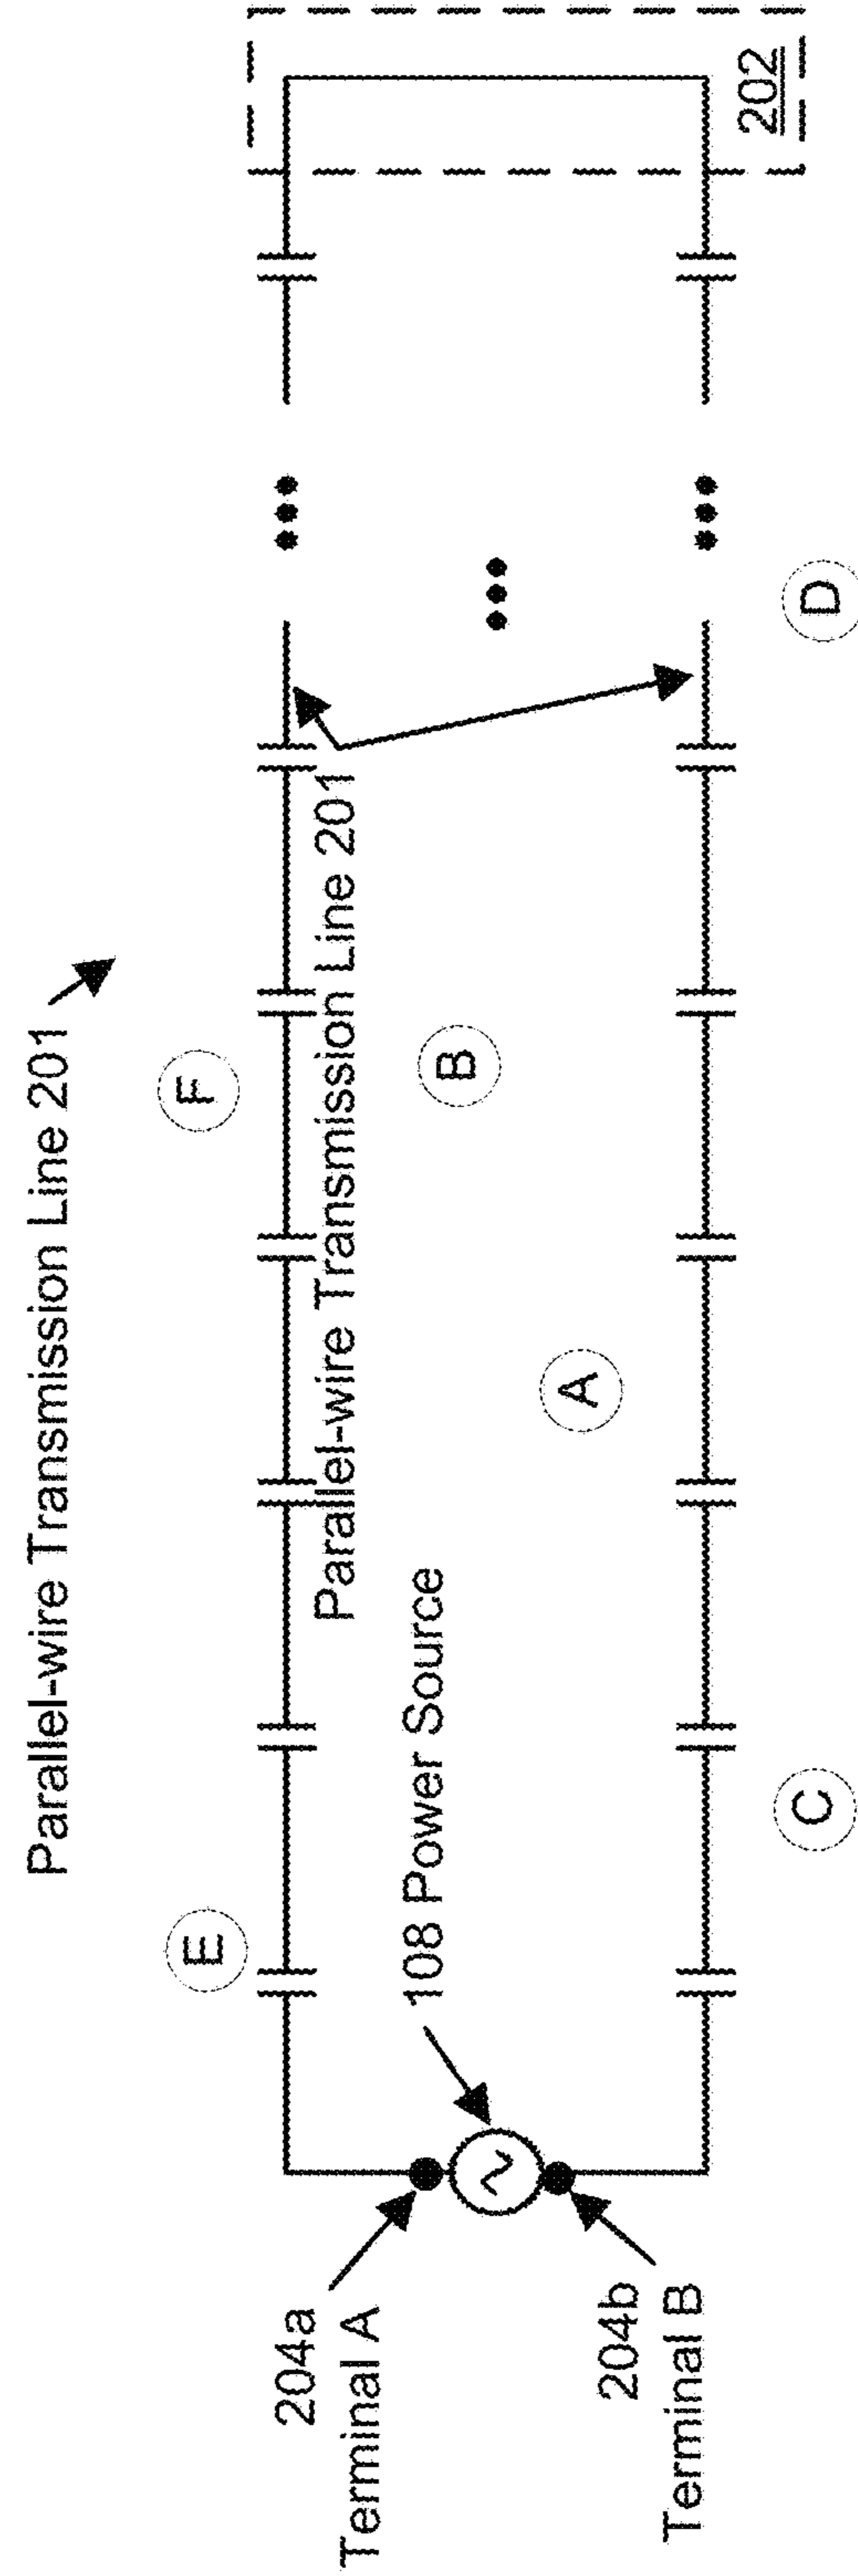 Parallel-wire Transmission Line 201
F
E
Parallel-wire Transmission Line 201
B
204a
Terminal A
108 Power Source
A
204b
Terminal B
202
C
D